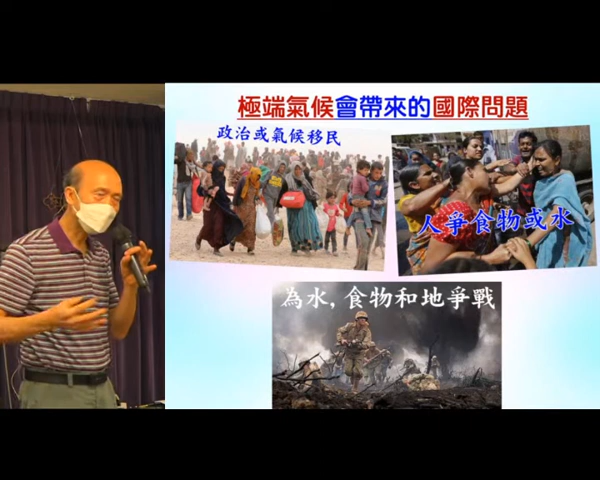 極端氣候會帶來的國際問題
政治或氣候移民
人爭食物或水
為水,食物和地爭戰